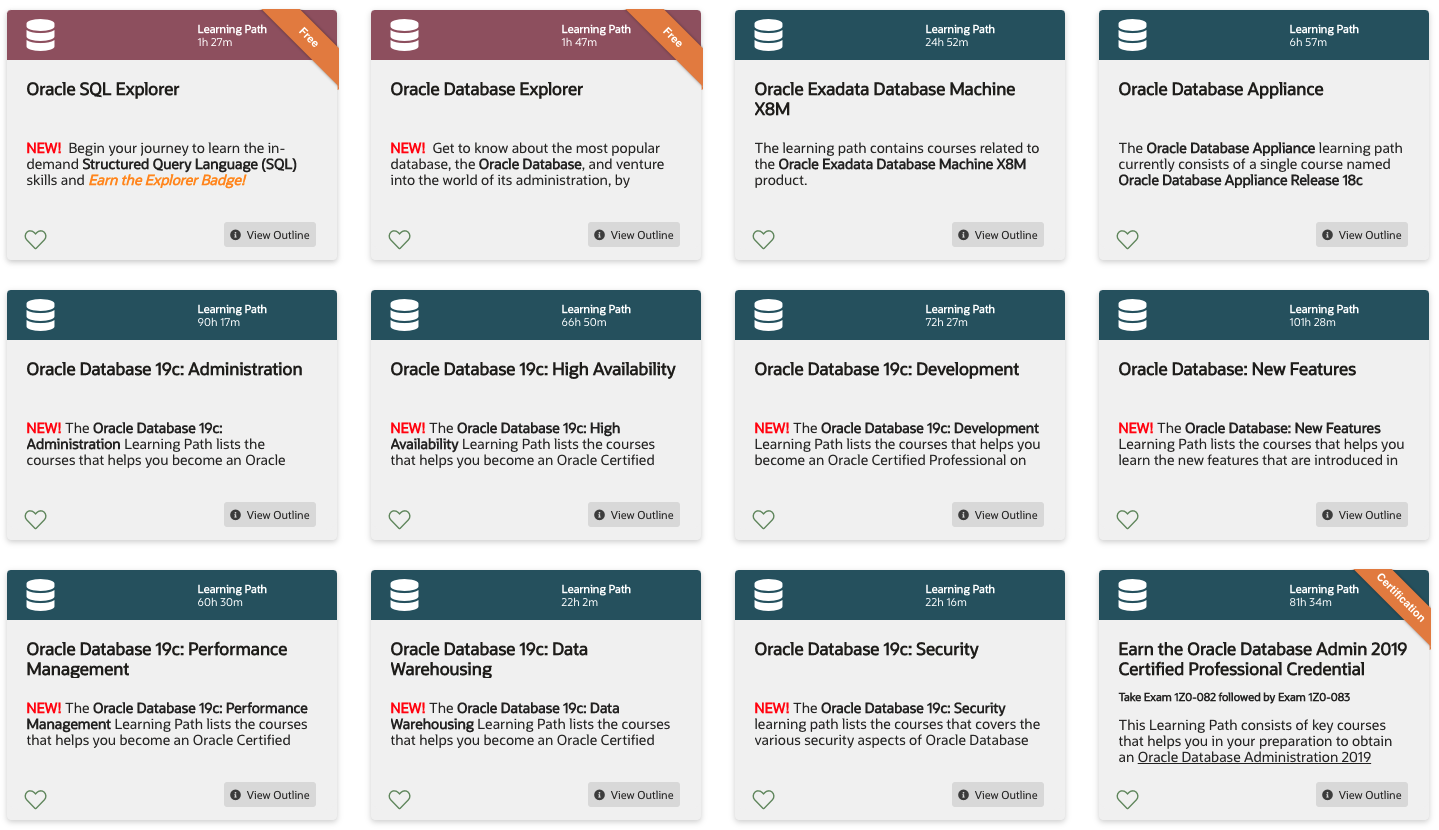 Learning Path
1h 27m
Free
Oracle SQL Explorer
NEW! Begin your journey to learn the in-
demand Structured Query Language (SQL)
skills and Earn the Explorer Badge!
View Outline
Learning Path
1h 47m
Free
Oracle Database Explorer
NEW! Get to know about the most popular
database, the Oracle Database, and venture
into the world of its administration, by
View Outline
Learning Path
24h 52m
Oracle Exadata Database Machine
X8M
The learning path contains courses related to
the Oracle Exadata Database Machine X8M
product.
View Outline
Learning Path
6h 57m
Oracle Database Appliance
The Oracle Database Appliance learning path
currently consists of a single course named
Oracle Database Appliance Release 18c
View Outline
Learning Path
90h 17m
Oracle Database 19c: Administration
NEW! The Oracle Database 19c:
Administration Learning Path lists the
courses that helps you become an Oracle
View Outline
Learning Path
66h 50m
Oracle Database 19c: High Availability
NEW! The Oracle Database 19c: High
Availability Learning Path lists the courses
that helps you become an Oracle Certified
View Outline
Learning Path
72h 27m
Oracle Database 19c: Development
NEW! The Oracle Database 19c: Development
Learning Path lists the courses that helps you
become an Oracle Certified Professional on
View Outline
Learning Path
101h 28m
Oracle Database: New Features
NEW! The Oracle Database: New Features
Learning Path lists the courses that helps you
learn the new features that are introduced in
View Outline
Learning Path
60h 30m
Oracle Database 19c: Performance
Management
NEW! The Oracle Database 19c: Performance
Management Learning Path lists the courses
that helps you become an Oracle Certified
View Outline
Learning Path
22h 2m
Oracle Database 19c: Data
Warehousing
NEW! The Oracle Database 19c: Data
Warehousing Learning Path lists the courses
that helps you become an Oracle Certified
View Outline
Learning Path
22h 16m
Oracle Database 19c: Security
NEW! The Oracle Database 19c: Security
learning path lists the courses that covers the
various security aspects of Oracle Database
View Outline
Learning Path
81h 34m
Certification
Earn the Oracle Database Admin 2019
Certified Professional Credential
Take Exam 1Z0-082 followed by Exam 1Z0-083
This Learning Path consists of key courses
that helps you in your preparation to obtain
an Oracle Database Administration 2019
View Outline